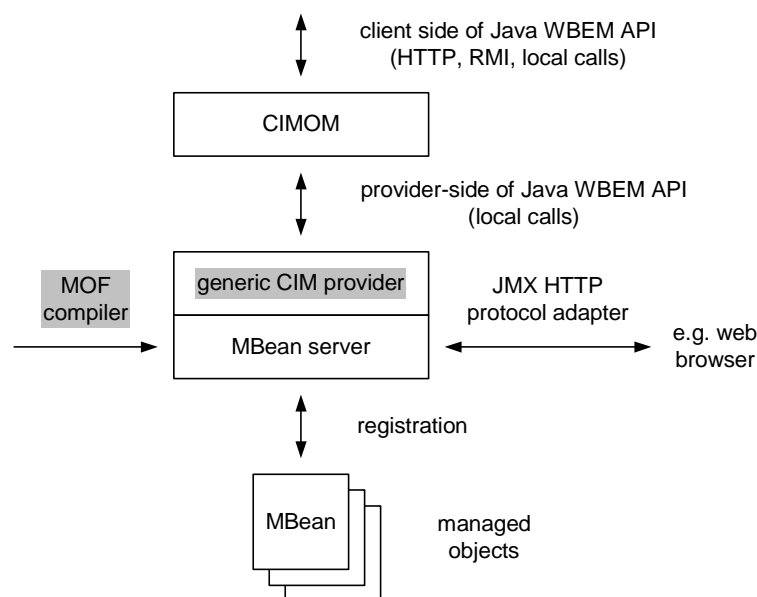 client side of Java WBEM API
(HTTP, RMI, local calls)
CIMOM
provider-side of Java WBEM API
(local calls)
MOF
compiler
generic CIM provider
MBean server
JMX HTTP
protocol adapter
e.g. web
browser
registration
MBean
managed
objects